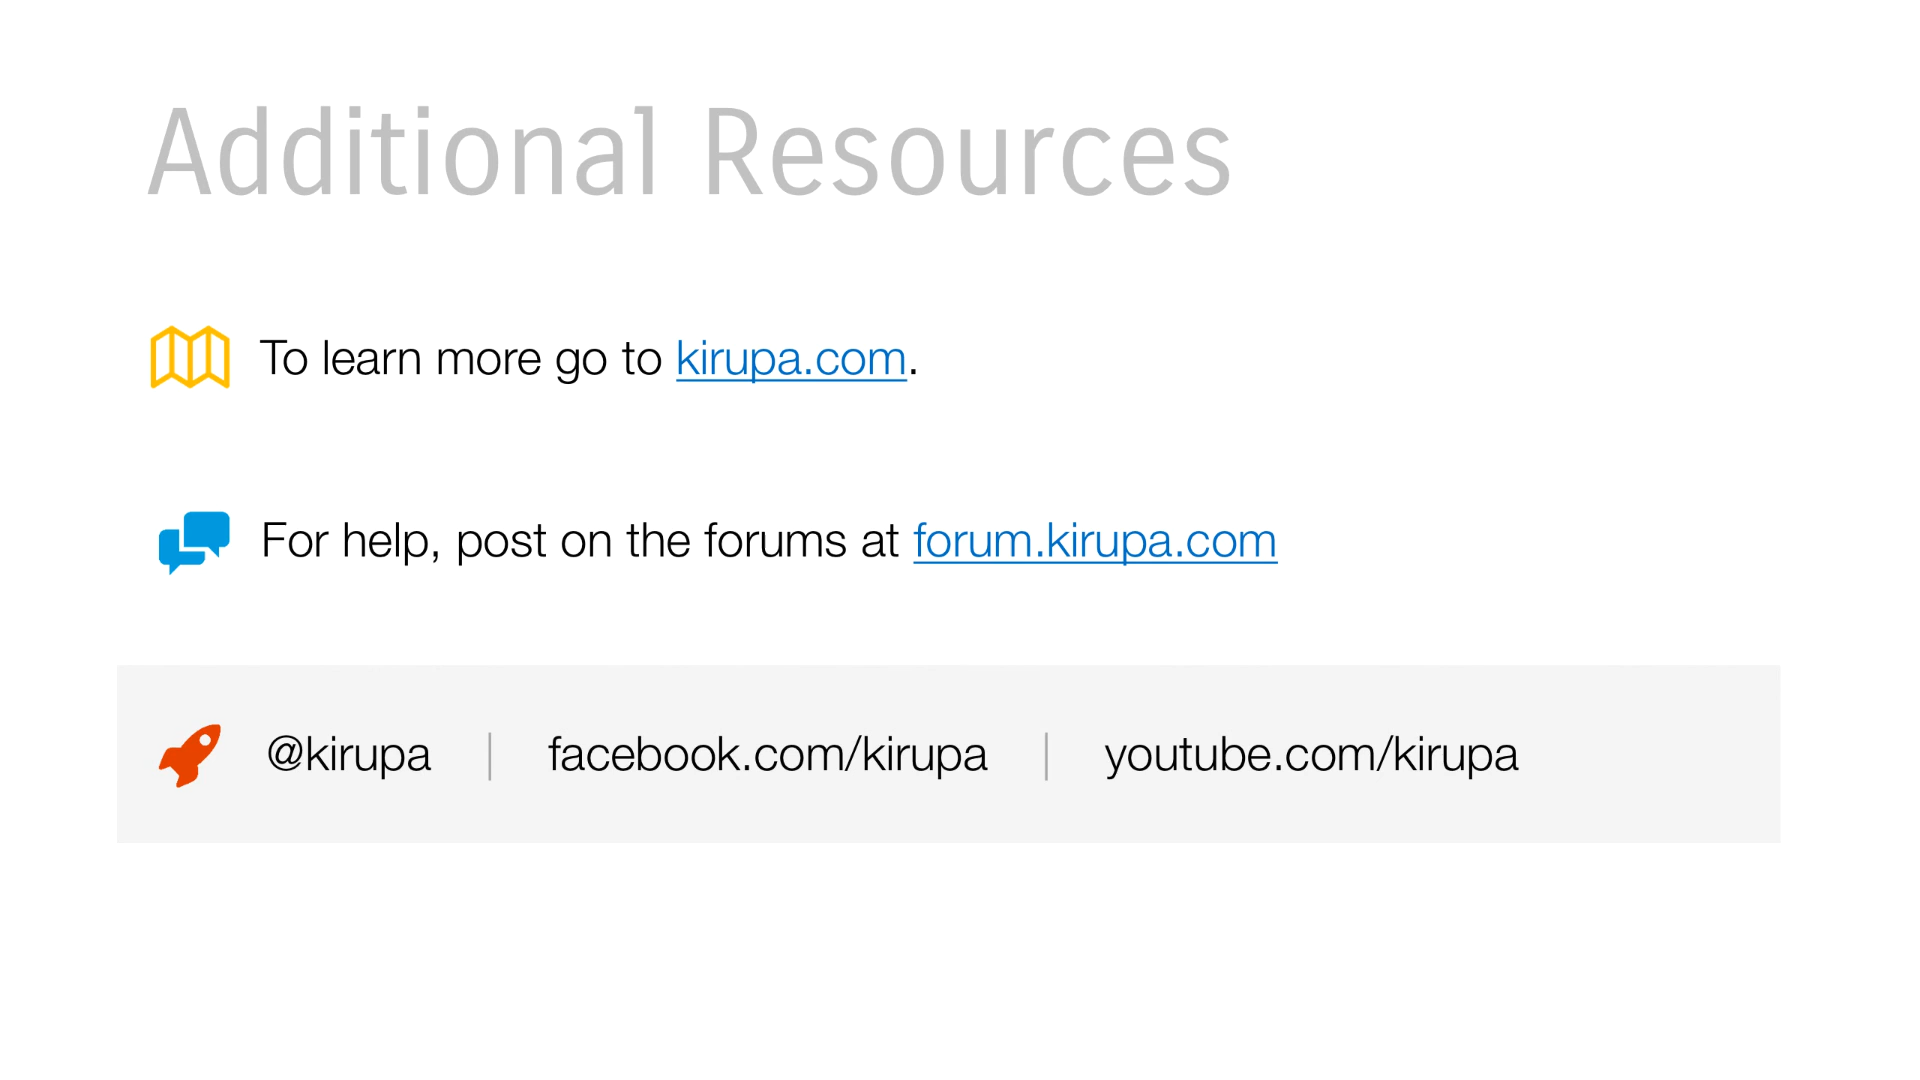 Additional Resources
To learn more go to kirupa.com.
For help, post on the forums at forum.kirupa.com
@kirupa | facebook.com/kirupa | youtube.com/kirupa